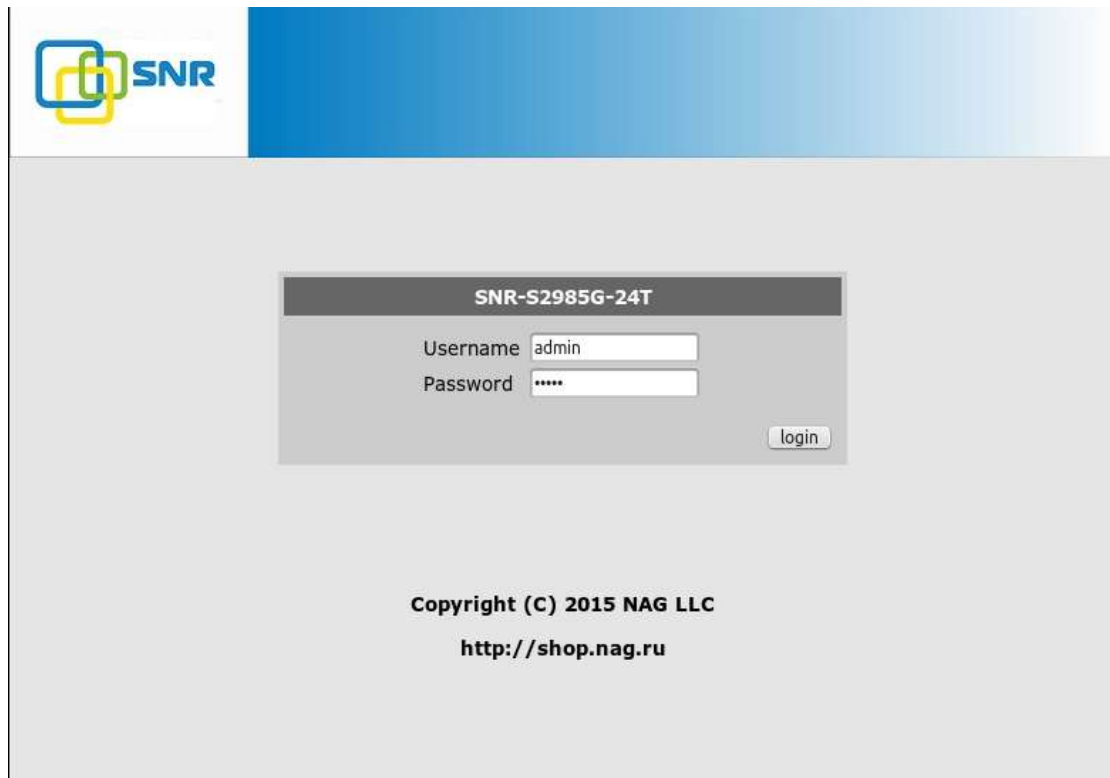 SNR
SNR-S2985G-24T
Username admin
Password •••••
login
Copyright (C) 2015 NAG LLC
http://shop.nag.ru